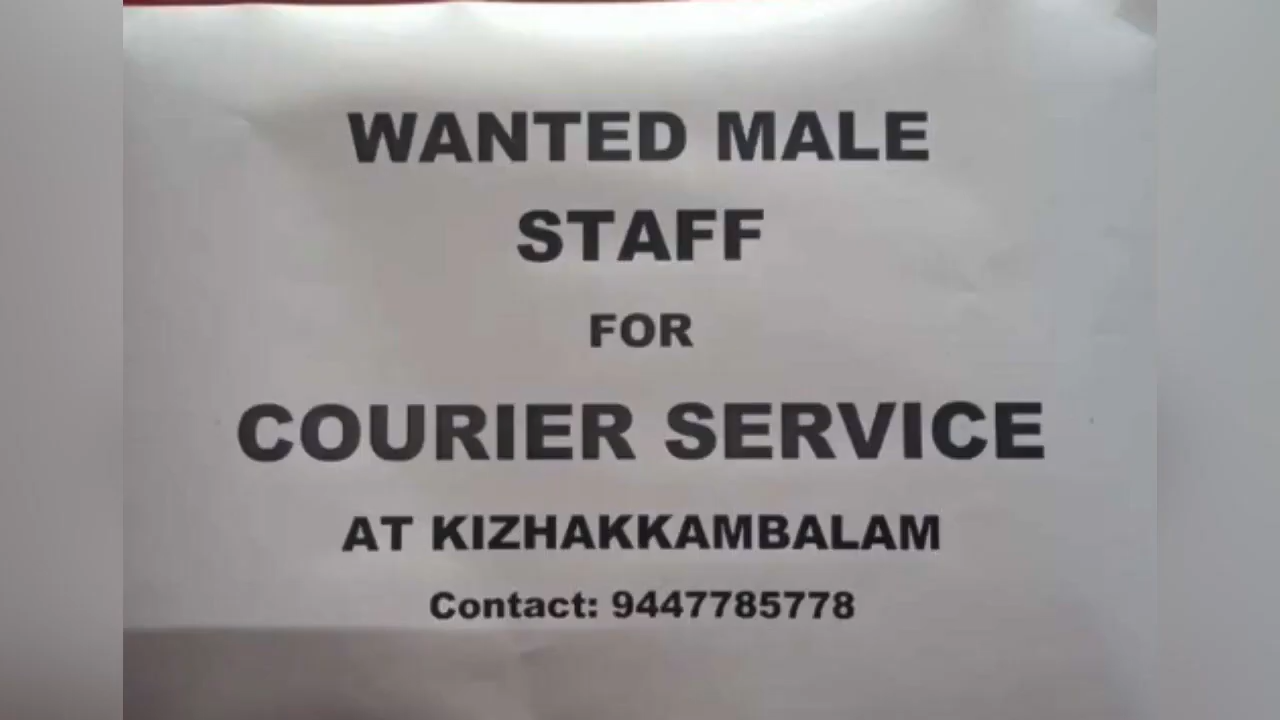 WANTED MALE
STAFF
FOR
COURIER SERVICE
AT KIZHAKKAMBALAM
Contact: 9447785778